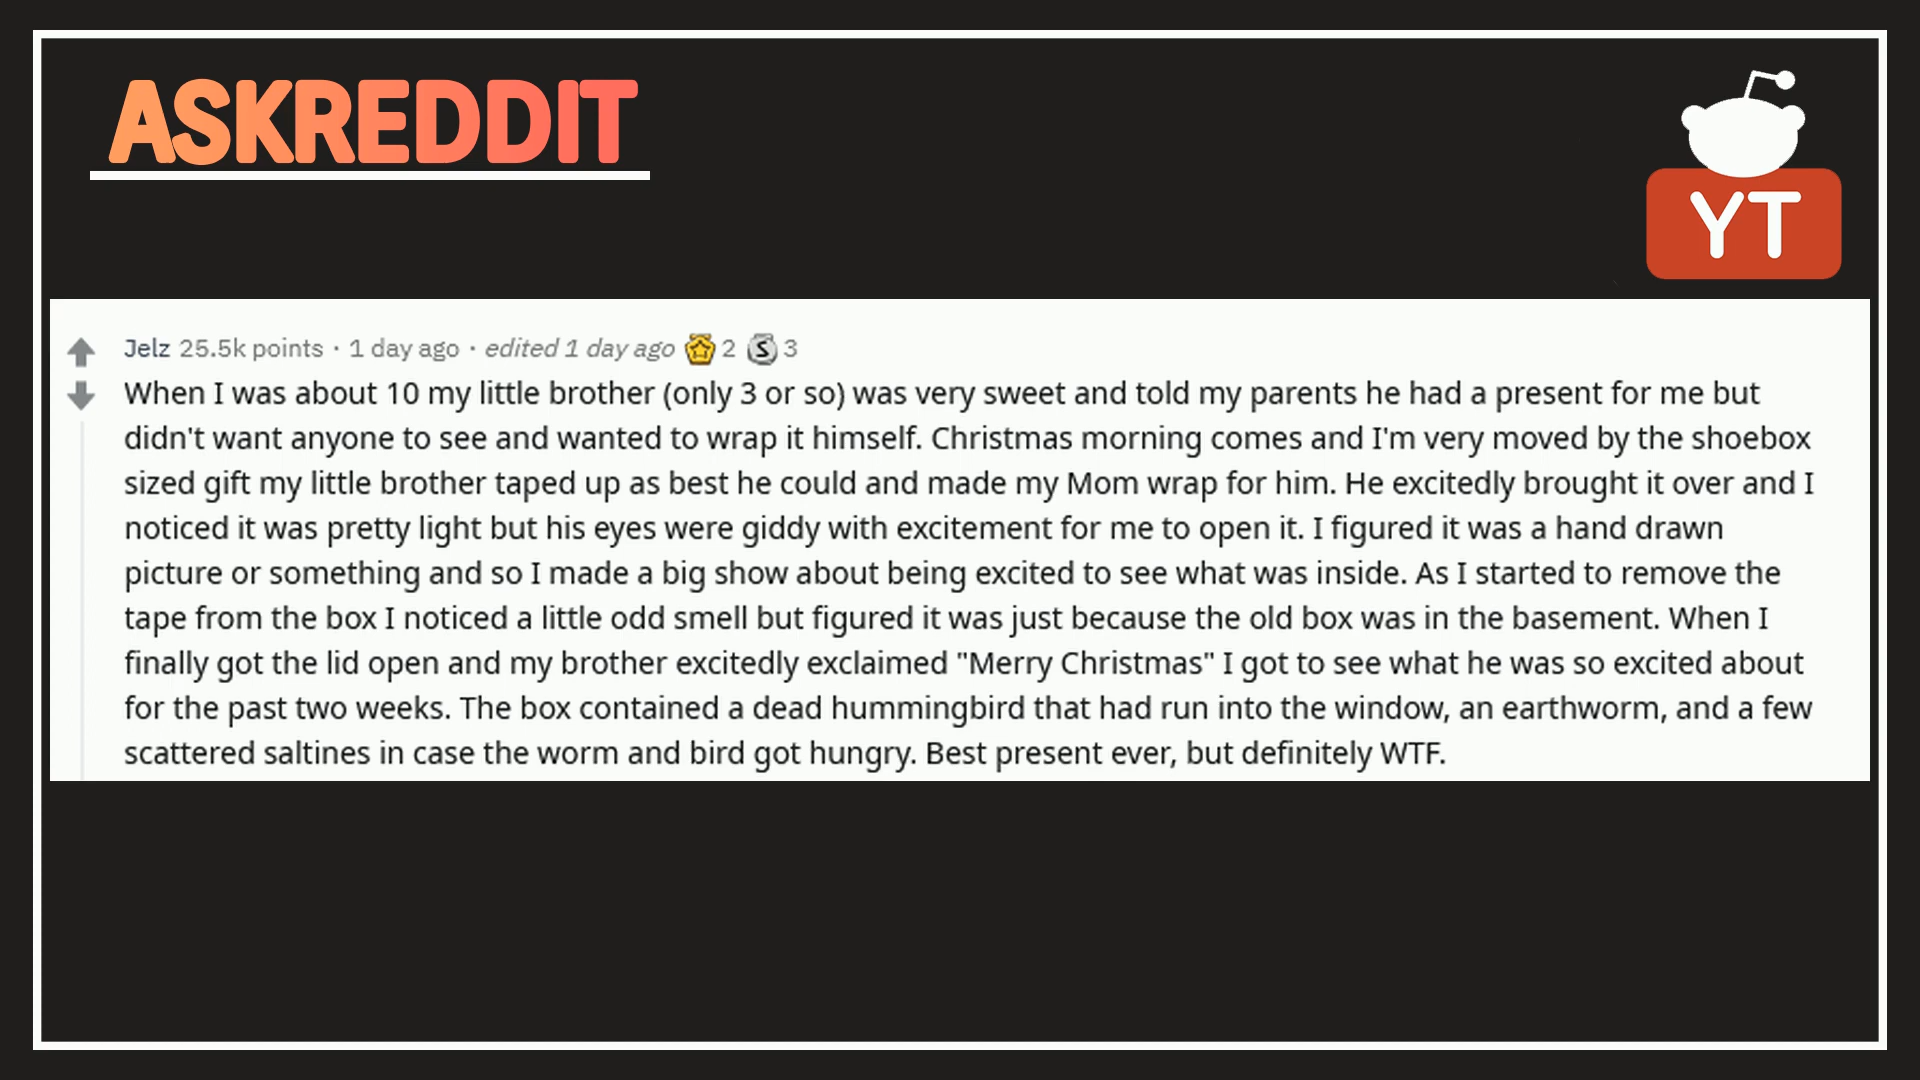 ASKREDDIT
YT
Jelz 25.5k points · 1 day ago · edited 1 day ago 2 S 3
When I was about 10 my little brother (only 3 or so) was very sweet and told my parents he had a present for me but
didn't want anyone to see and wanted to wrap it himself. Christmas morning comes and I'm very moved by the shoebox
sized gift my little brother taped up as best he could and made my Mom wrap for him. He excitedly brought it over and I
noticed it was pretty light but his eyes were giddy with excitement for me to open it. I figured it was a hand drawn
picture or something and so I made a big show about being excited to see what was inside. As I started to remove the
tape from the box I noticed a little odd smell but figured it was just because the old box was in the basement. When I
finally got the lid open and my brother excitedly exclaimed "Merry Christmas" I got to see what he was so excited about
for the past two weeks. The box contained a dead hummingbird that had run into the window, an earthworm, and a few
scattered saltines in case the worm and bird got hungry. Best present ever, but definitely WTF.